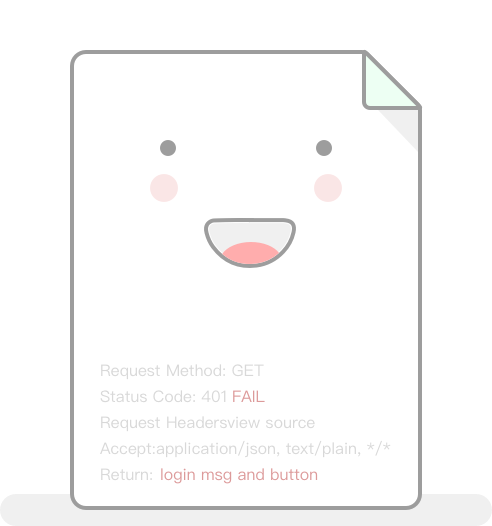 Request Method: GET
Status Code: 401 FAIL
Request Headersview source
Accept:application/json, text/plain, */*
Return: login msg and button